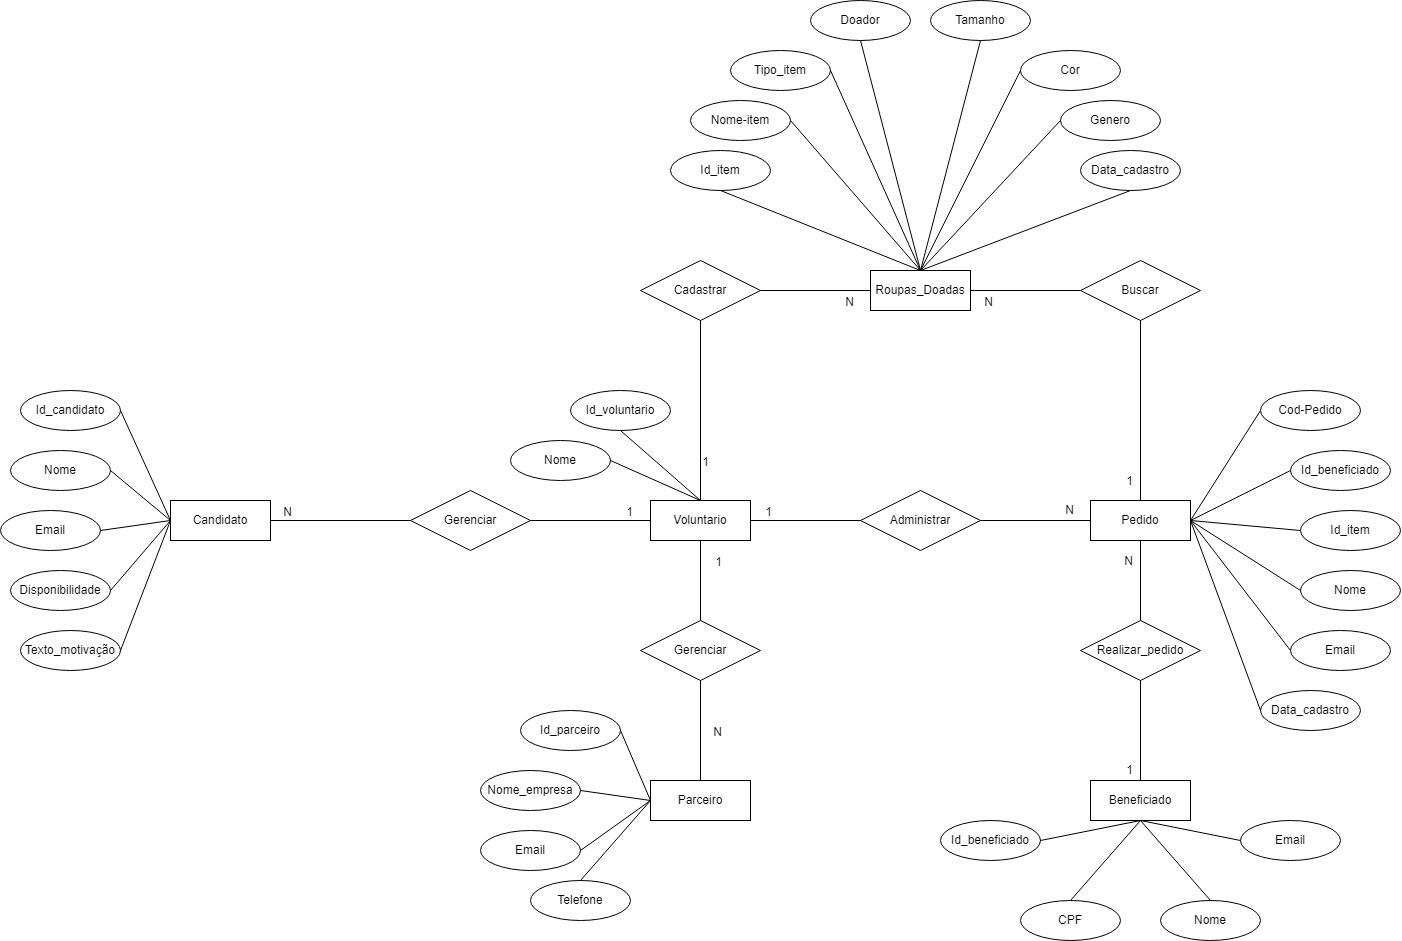 Doador
Tamanho
Tipo_item
Cor
Nome-item
Genero
Id_item
Data_cadastro
Cadastrar
N
Roupas_Doadas
N
Buscar
Id_candidato
Id_voluntario
Cod-Pedido
Nome
Nome
1
1
Id_beneficiado
Email
Candidato
N
Gerenciar
1
Voluntario
1
Administrar
N
Pedido
Id_item
Disponibilidade
1
N
Nome
Texto_motivação
Gerenciar
Realizar_pedido
Email
Id_parceiro
N
Data_cadastro
Nome_empresa
Parceiro
1
Beneficiado
Email
Id_beneficiado
Email
Telefone
CPF
Nome